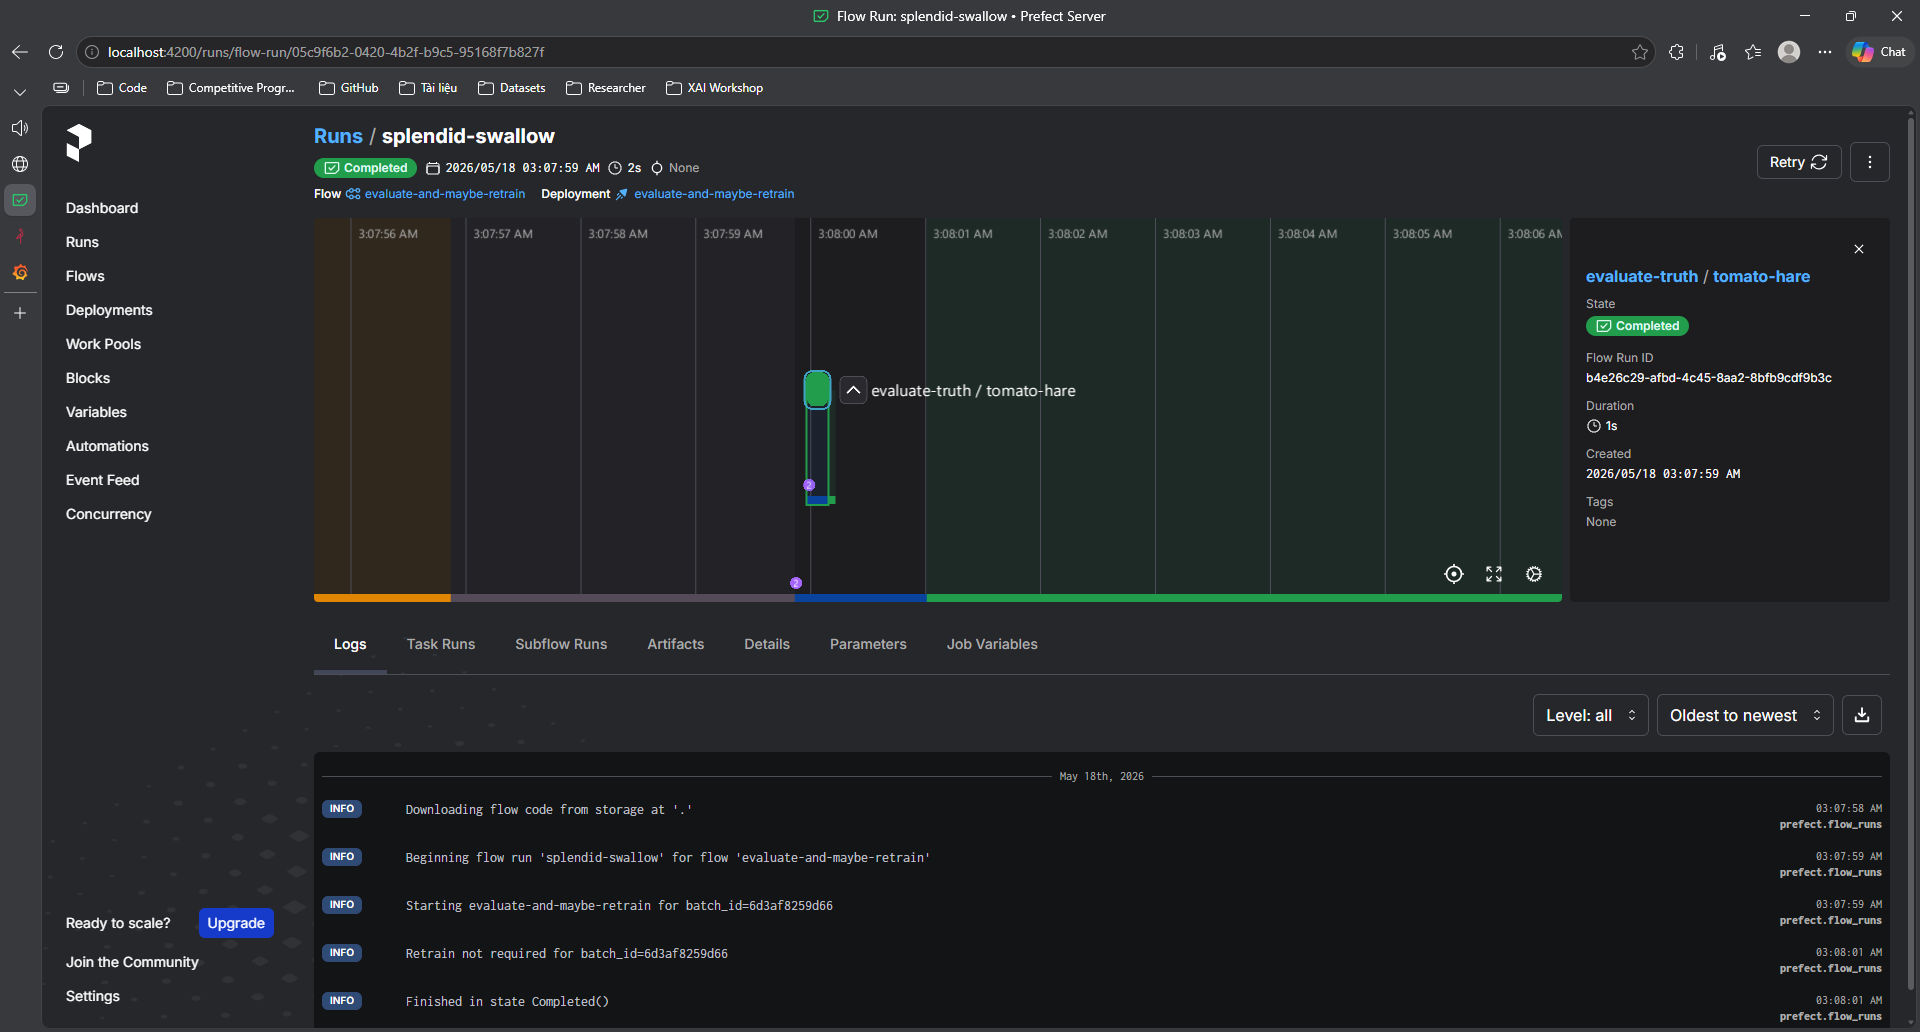 Flow Run: splendid-swallow • Prefect Server
localhost:4200/runs/flow-run/05c9f6b2-0420-4b2f-b9c5-95168f7b827f
Chat
Code
Competitive Progr...
GitHub
Tài liệu
Datasets
Researcher
XAI Workshop
Runs / splendid-swallow
Completed 2026/05/18 03:07:59 AM 2s None
Retry
Flow evaluate-and-maybe-retrain Deployment evaluate-and-maybe-retrain
Dashboard
Runs
Flows
Deployments
Work Pools
Blocks
Variables
Automations
Event Feed
Concurrency
3:07:56 AM 3:07:57 AM 3:07:58 AM 3:07:59 AM 3:08:00 AM 3:08:01 AM 3:08:02 AM 3:08:03 AM 3:08:04 AM 3:08:05 AM 3:08:06 AM
evaluate-truth / tomato-hare
2
2
evaluate-truth / tomato-hare
State
Completed
Flow Run ID
b4e26c29-afbd-4c45-8aa2-8bfb9cdf9b3c
Duration
1s
Created
2026/05/18 03:07:59 AM
Tags
None
Logs Task Runs Subflow Runs Artifacts Details Parameters Job Variables
Level: all Oldest to newest
May 18th, 2026
INFO Downloading flow code from storage at '.' 03:07:58 AM
prefect.flow_runs
INFO Beginning flow run 'splendid-swallow' for flow 'evaluate-and-maybe-retrain' 03:07:59 AM
prefect.flow_runs
INFO Starting evaluate-and-maybe-retrain for batch_id=6d3af8259d66 03:07:59 AM
prefect.flow_runs
INFO Retrain not required for batch_id=6d3af8259d66 03:08:01 AM
prefect.flow_runs
INFO Finished in state Completed() 03:08:01 AM
prefect.flow_runs
Ready to scale? Upgrade
Join the Community
Settings